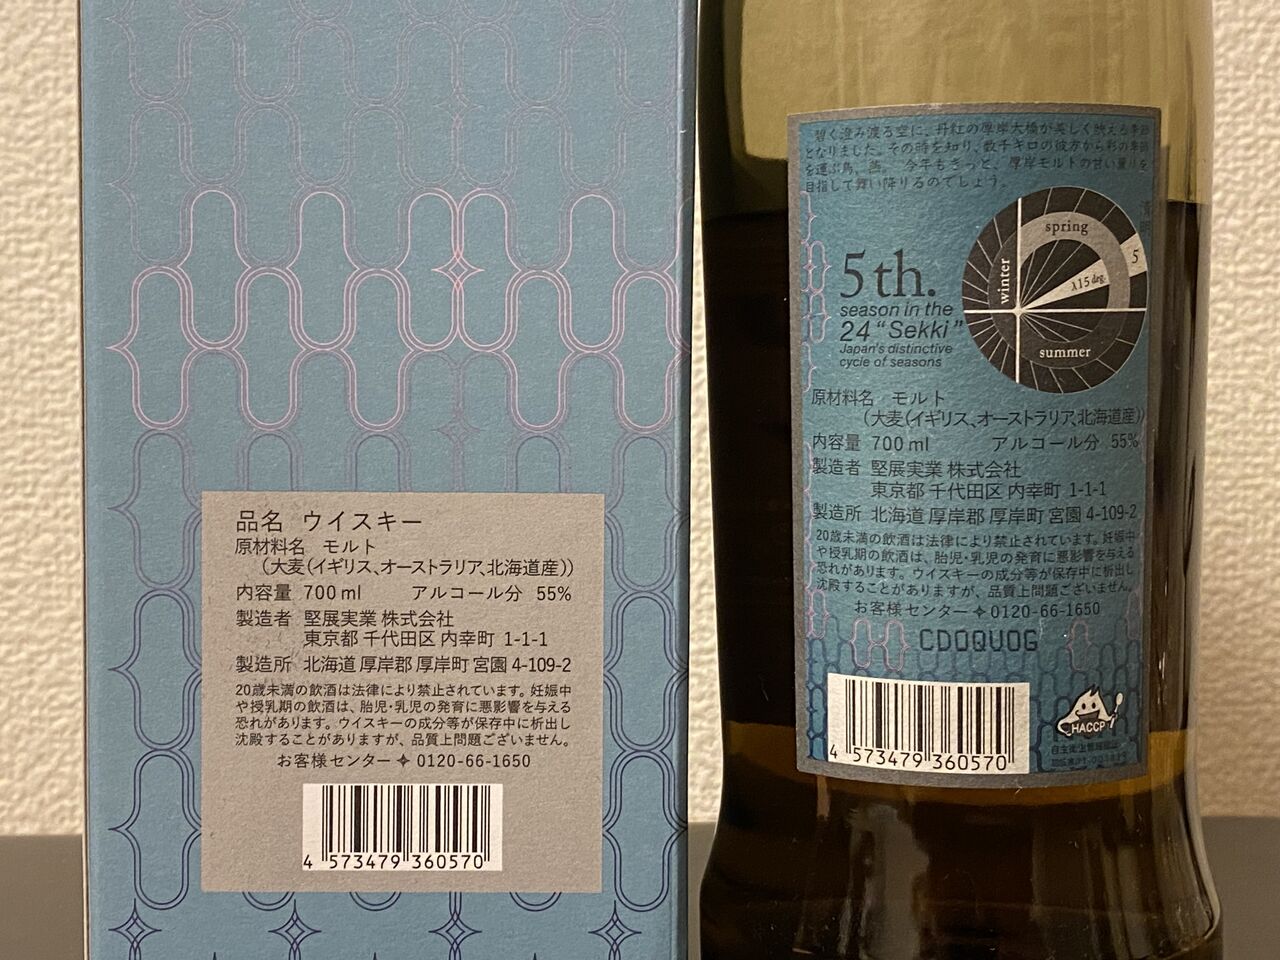 品名 ウイスキー
原材料名 モルト
(大麦(イギリス、オーストラリア、北海道産))
内容量 700ml アルコール分 55%
製造者 堅展実業 株式会社
東京都 千代田区 内幸町 1-1-1
製造所 北海道 厚岸郡 厚岸町 宮園 4-109-2
20歳未満の飲酒は法律により禁止されています。妊娠中
や授乳期の飲酒は、胎児・乳児の発育に悪影響を与える
恐れがあります。ウイスキーの成分等が保存中に析出し
沈殿することがありますが、品質上問題ございません。
お客様センター✧0120-66-1650
4 573479 360570
碧く澄み渡る空に、丹紅の厚岸大橋が美しく映える季節
となりました。その時を知り、数千キロの彼方から彩の季節
を運ぶ鳥、燕。今年もきっと、厚岸モルトの甘い薫りを
目指して舞い降りるのでしょう。
5th.
season in the
24 "Sekki"
Japan's distinctive
cycle of seasons
spring
5
λ15 deg.
winter
summer
原材料名 モルト
(大麦(イギリス、オーストラリア、北海道産))
内容量 700ml アルコール分 55%
製造者 堅展実業 株式会社
東京都 千代田区 内幸町 1-1-1
製造所 北海道 厚岸郡 厚岸町 宮園 4-109-2
20歳未満の飲酒は法律により禁止されています。妊娠中
や授乳期の飲酒は、胎児・乳児の発育に悪影響を与える
恐れがあります。ウイスキーの成分等が保存中に析出し
沈殿することがありますが、品質上問題ございません。
お客様センター✧0120-66-1650
CDOQUOG
4 573479 360570
HACCP